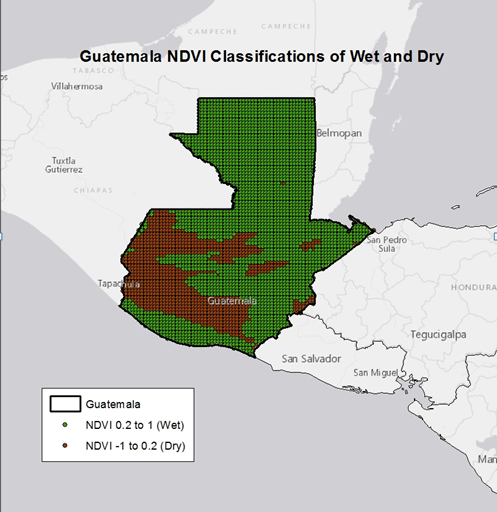 CAMPECHE
CAMPECHE
Guatemala NDVI Classifications of Wet and Dry
TABASCO
Villahermosa
Belmopan
Tuxtla
Gutierrez
CHIAPAS
San Pedro
Sula
Tapachula
Guatemala
HONDURA
Tegucigalpa
San Salvador
San Miguel
Guatemala
NDVI 0.2 to 1 (Wet)
NDVI -1 to 0.2 (Dry)
Man